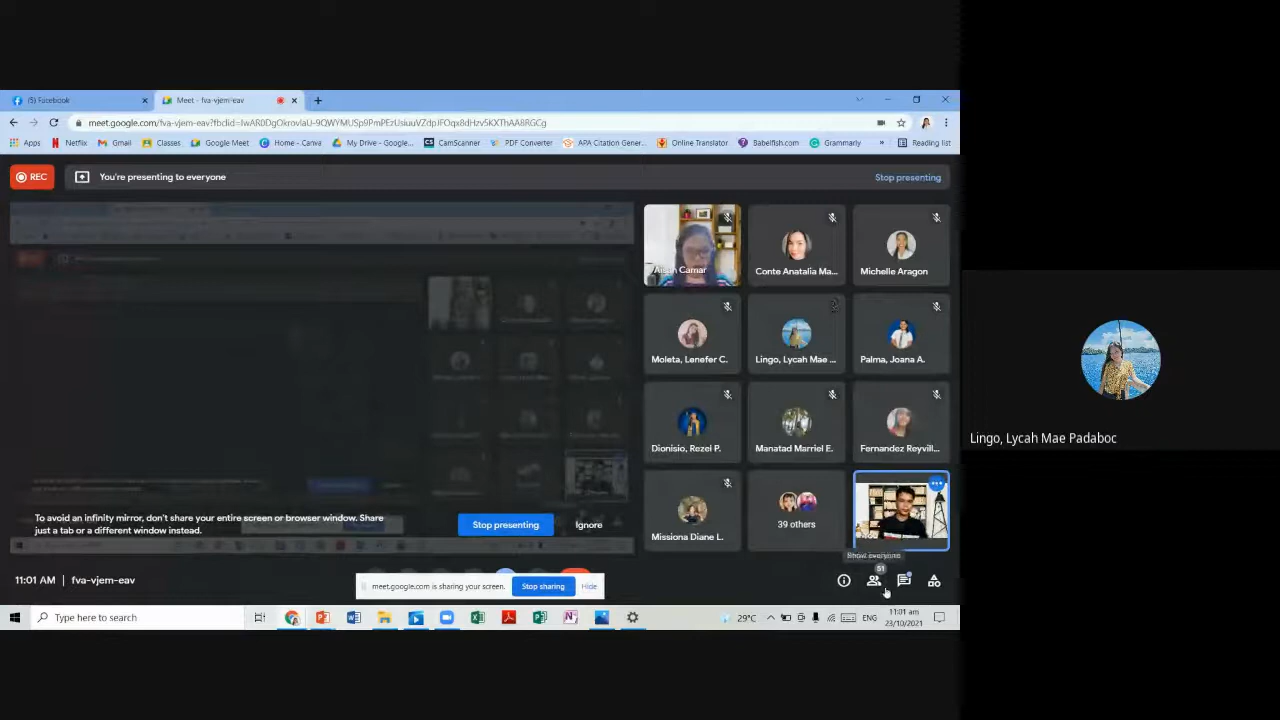 (5) Facebook
Meet - fva-vjem-eav
meet.google.com/fva-vjem-eav?fbclid=IwAR0DgOkrovlaU-9QWYMUSp9PmPEzUsiuuVZdpJFOqx8dHzv5KXThAA8RGCg
Apps Netflix Gmail Classes Google Meet Home - Canva My Drive - Google... CamScanner PDF Converter APA Citation Gener... Online Translator Babelfish.com Grammarly » Reading list
REC
You're presenting to everyone
Stop presenting
Aisan Camar
Conte Anatalia Ma...
Michelle Aragon
Moleta, Lenefer C.
Lingo, Lycah Mae ...
Palma, Joana A.
Dionisio, Rezel P.
Manatad Marriel E.
Fernandez Reyvill...
Missiona Diane L.
39 others
To avoid an infinity mirror, don't share your entire screen or browser window. Share
just a tab or a different window instead.
Stop presenting
Ignore
Show everyone
51
11:01 AM | fva-vjem-eav
meet.google.com is sharing your screen.
Stop sharing
Hide
Type here to search
29°C
ENG
11:01 am
23/10/2021
Lingo, Lycah Mae Padaboc